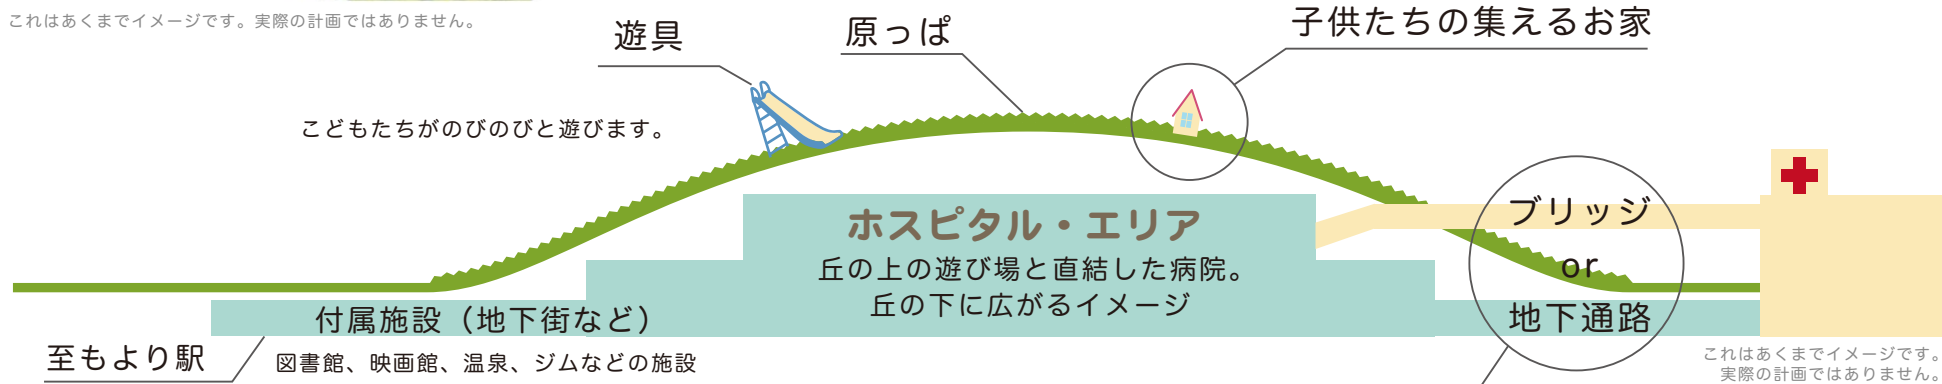 これはあくまでイメージです。実際の計画ではありません。
遊具
原っぱ
子供たちの集えるお家
こどもたちがのびのびと遊びます。
ホスピタル・エリア
丘の上の遊び場と直結した病院。
丘の下に広がるイメージ
ブリッジ
or
地下通路
付属施設（地下街など）
至もより駅
図書館、映画館、温泉、ジムなどの施設
これはあくまでイメージです。
実際の計画ではありません。